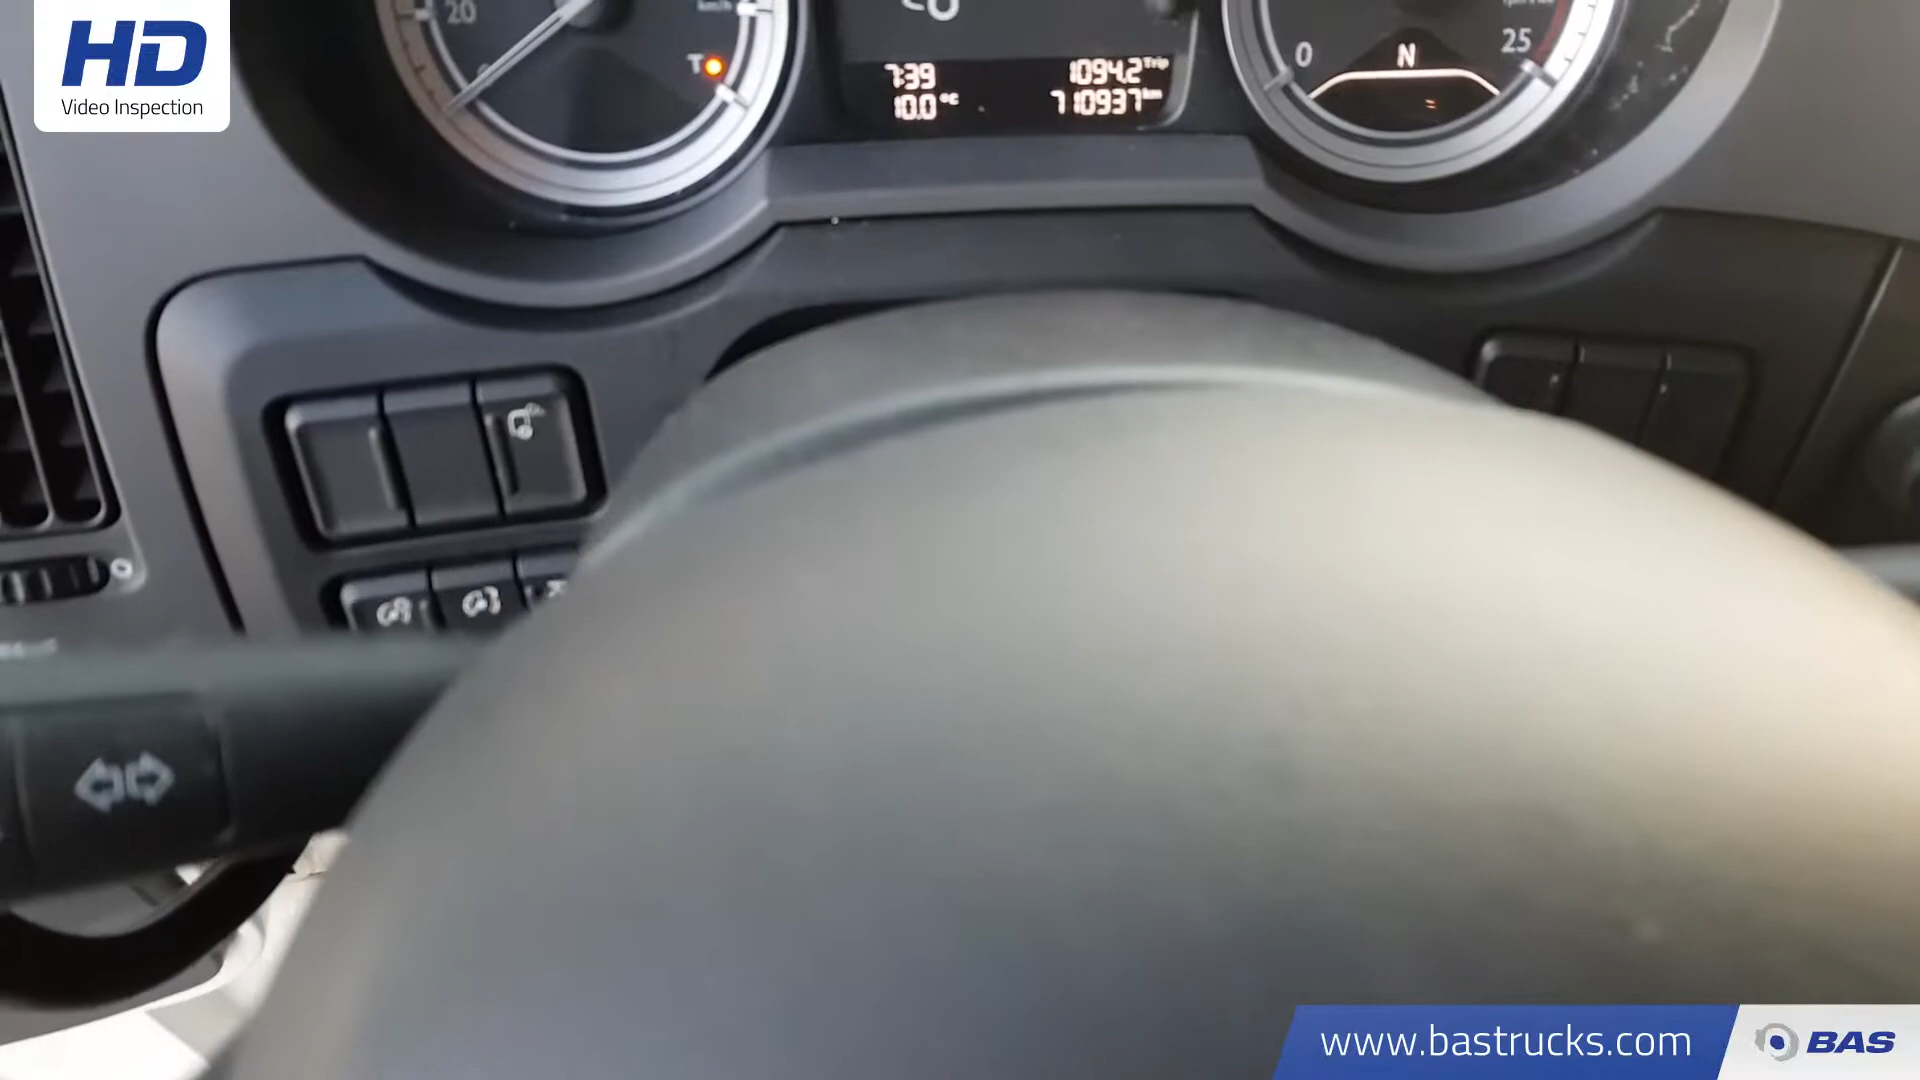 HD
Video Inspection
20
km/h
T
7:39
1094.2 Trip
10.0 °C
710937 km
0
N
25
www.bastrucks.com
BAS